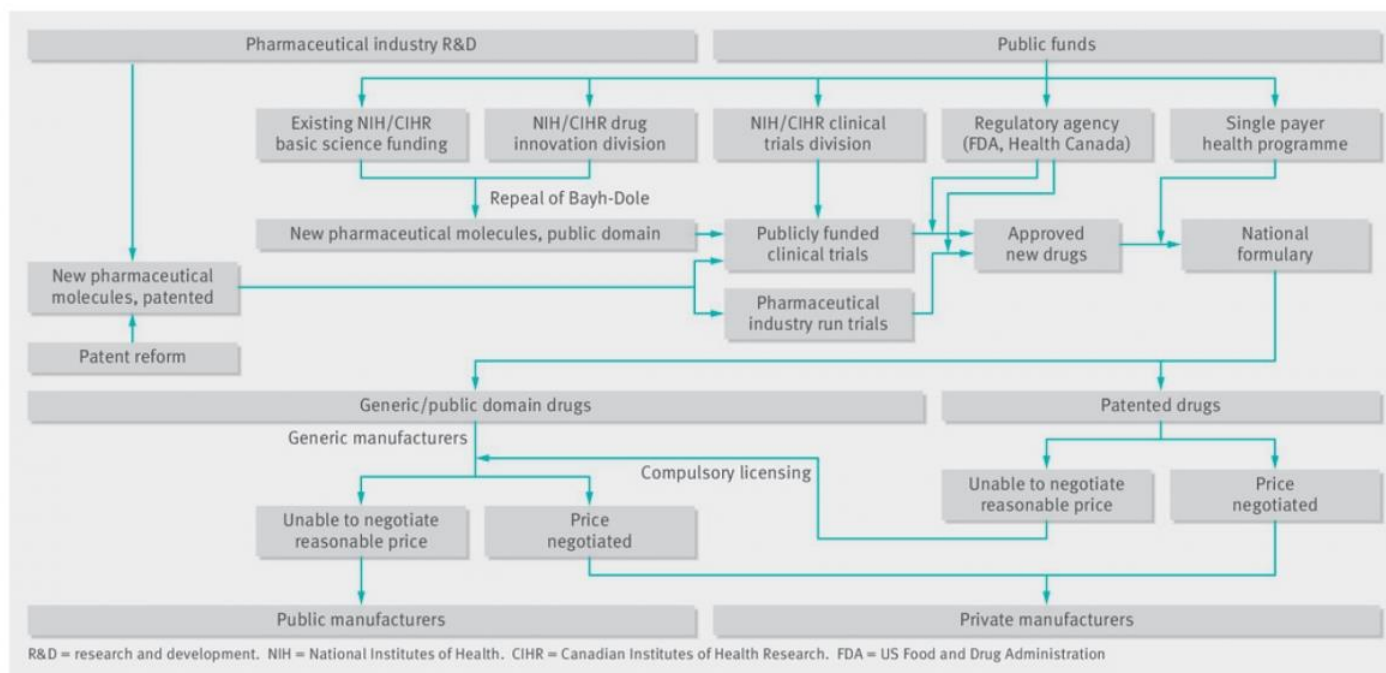 Pharmaceutical industry R&D
Public funds
Existing NIH/CIHR
basic science funding
NIH/CIHR drug
innovation division
NIH/CIHR clinical
trials division
Regulatory agency
(FDA, Health Canada)
Single payer
health programme
Repeal of Bayh-Dole
New pharmaceutical molecules, public domain
Publicly funded
clinical trials
Approved
new drugs
National
formulary
New pharmaceutical
molecules, patented
Pharmaceutical
industry run trials
Patent reform
Generic/public domain drugs
Patented drugs
Generic manufacturers
Compulsory licensing
Unable to negotiate
reasonable price
Price
negotiated
Unable to negotiate
reasonable price
Price
negotiated
Public manufacturers
Private manufacturers
R&D = research and development. NIH = National Institutes of Health. CIHR = Canadian Institutes of Health Research. FDA = US Food and Drug Administration